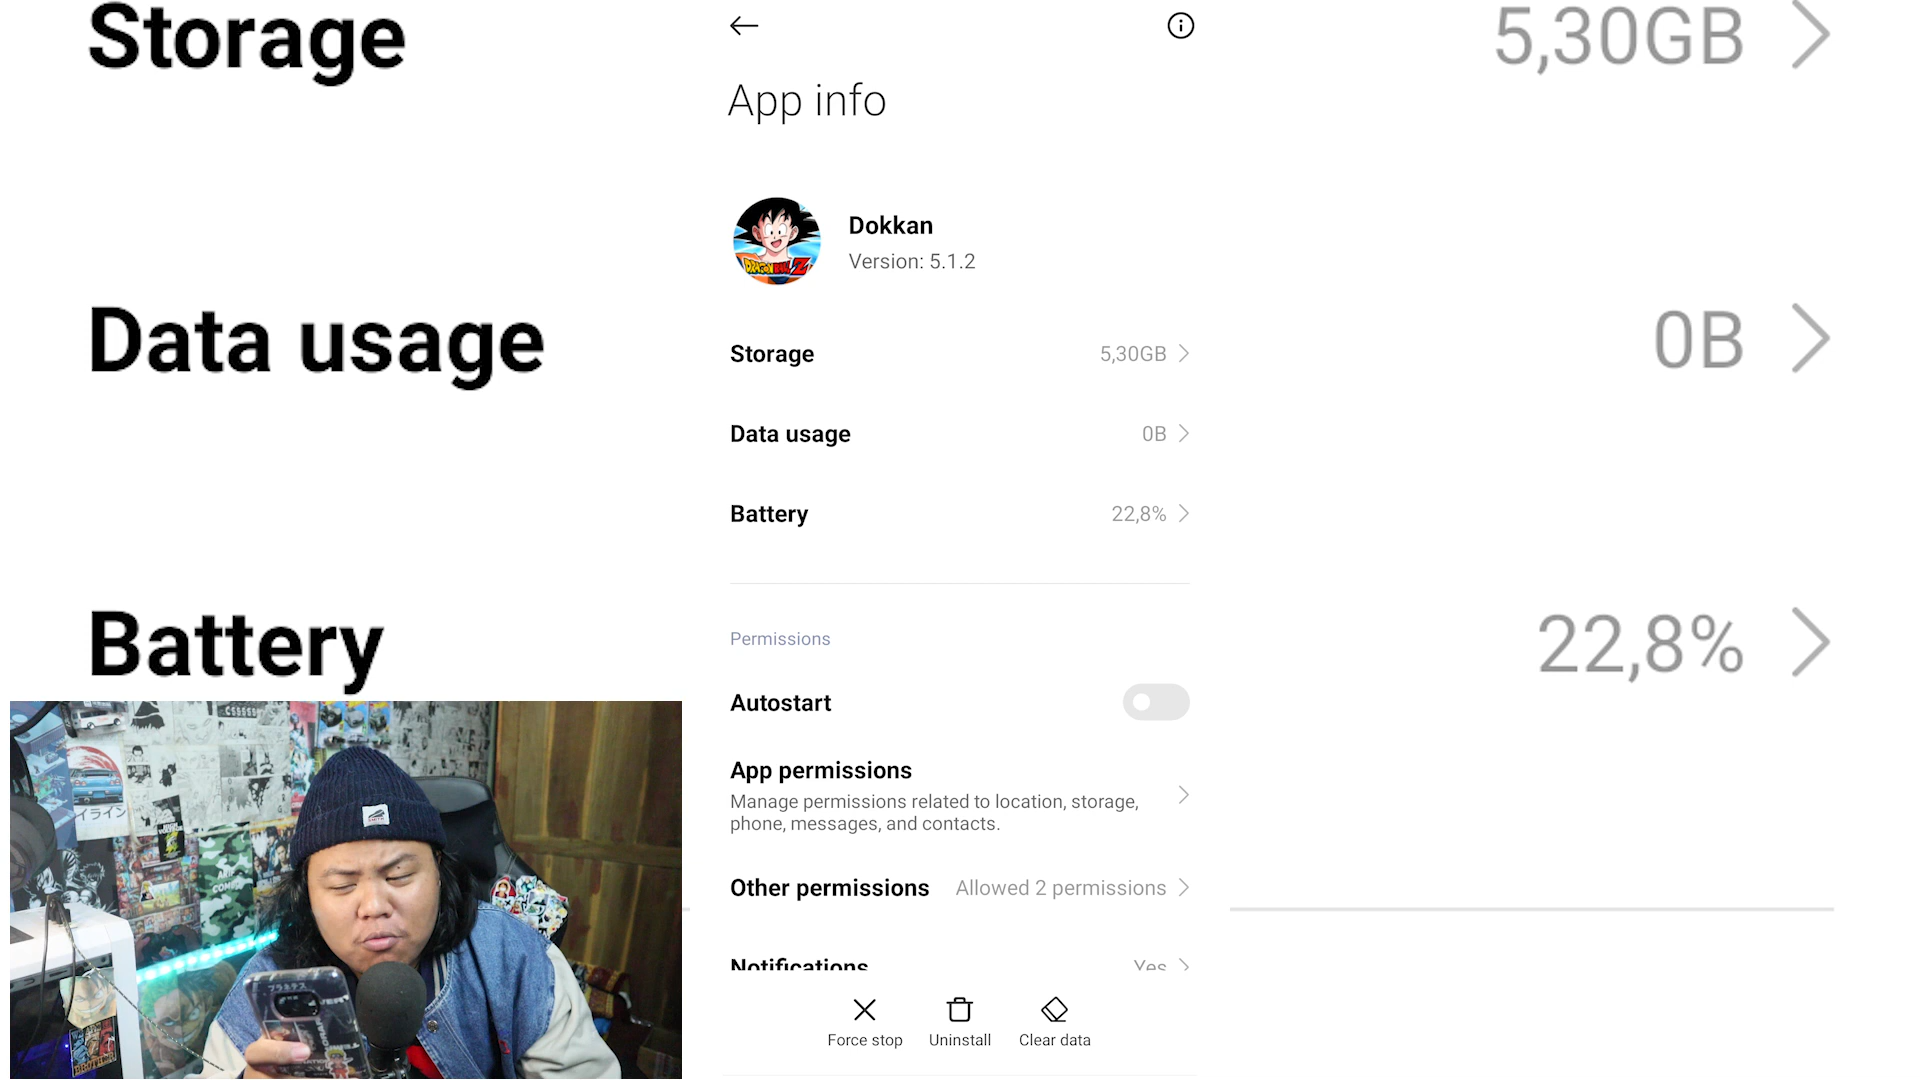 Storage 5,30GB
Data usage 0B
Battery 22,8%
App info
Dokkan
Version: 5.1.2
Storage 5,30GB
Data usage 0B
Battery 22,8%
Permissions
Autostart
App permissions
Manage permissions related to location, storage,
phone, messages, and contacts.
Other permissions Allowed 2 permissions
Notifications Yes
Force stop Uninstall Clear data